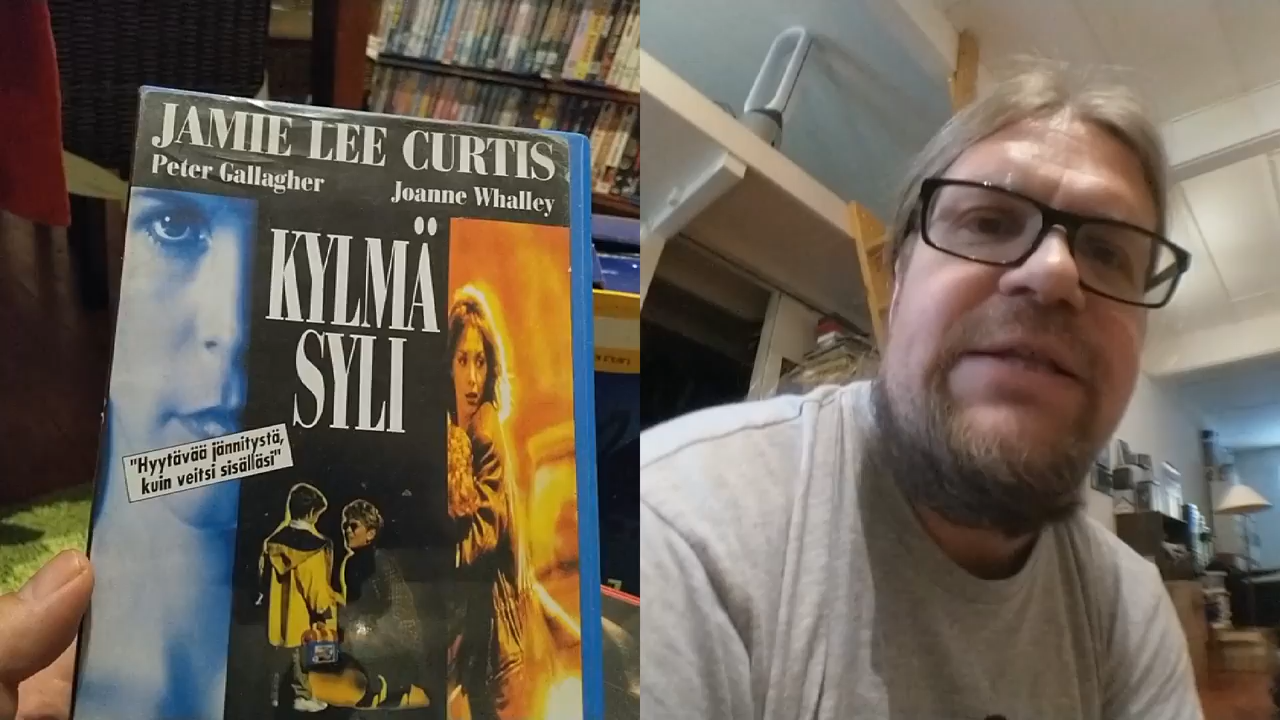 JAMIE LEE CURTIS
Peter Gallagher
Joanne Whalley
KYLMÄ
SYLI
"Hyytävää jännitystä,
kuin veitsi sisälläsi"